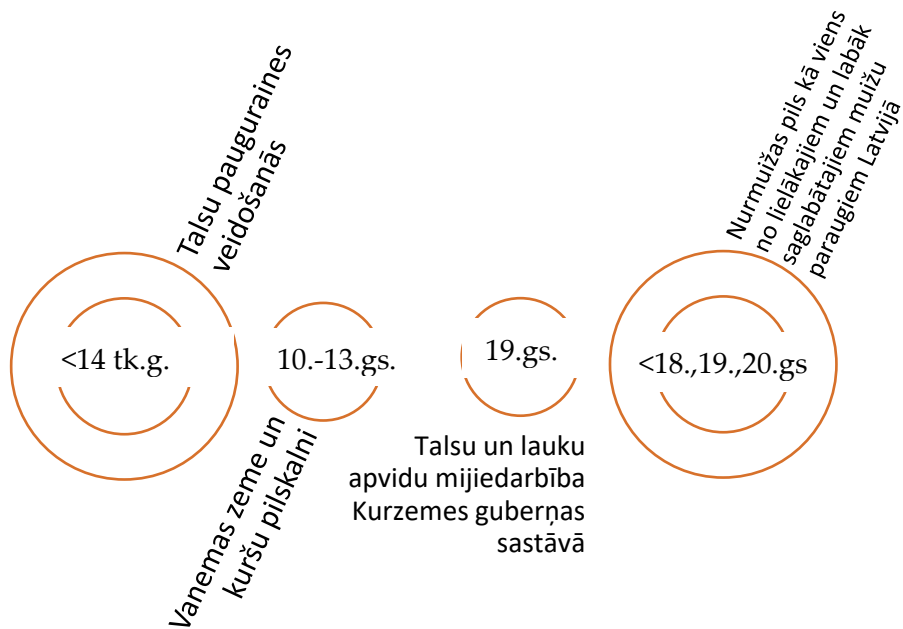 Talsu pauguraines
veidošanās
<14 tk.g.
10.-13.gs.
Vanemas zeme un
kuršu pilskalni
19.gs.
Talsu un lauku
apvidu mijiedarbība
Kurzemes guberņas
sastāvā
Nurmuižas pils kā viens
no lielākajiem un labāk
saglabātajiem muižu
paraugiem Latvijā
<18.,19.,20.gs